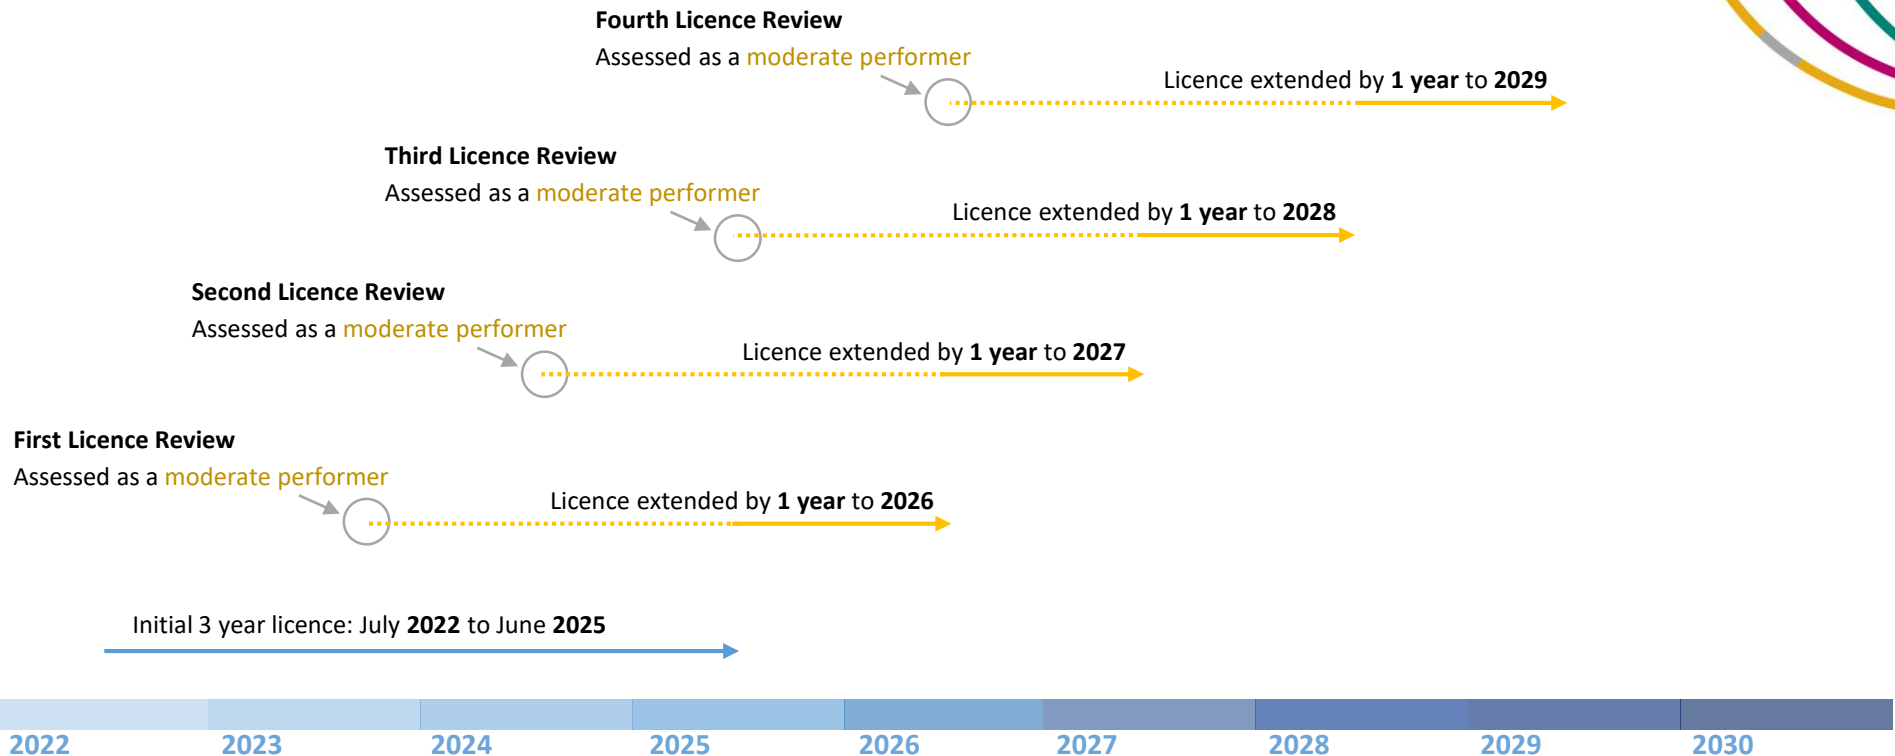 Fourth Licence Review
Assessed as a moderate performer
Licence extended by 1 year to 2029
Third Licence Review
Assessed as a moderate performer
Licence extended by 1 year to 2028
Second Licence Review
Assessed as a moderate performer
Licence extended by 1 year to 2027
First Licence Review
Assessed as a moderate performer
Licence extended by 1 year to 2026
Initial 3 year licence: July 2022 to June 2025
2022 2023 2024 2025 2026 2027 2028 2029 2030